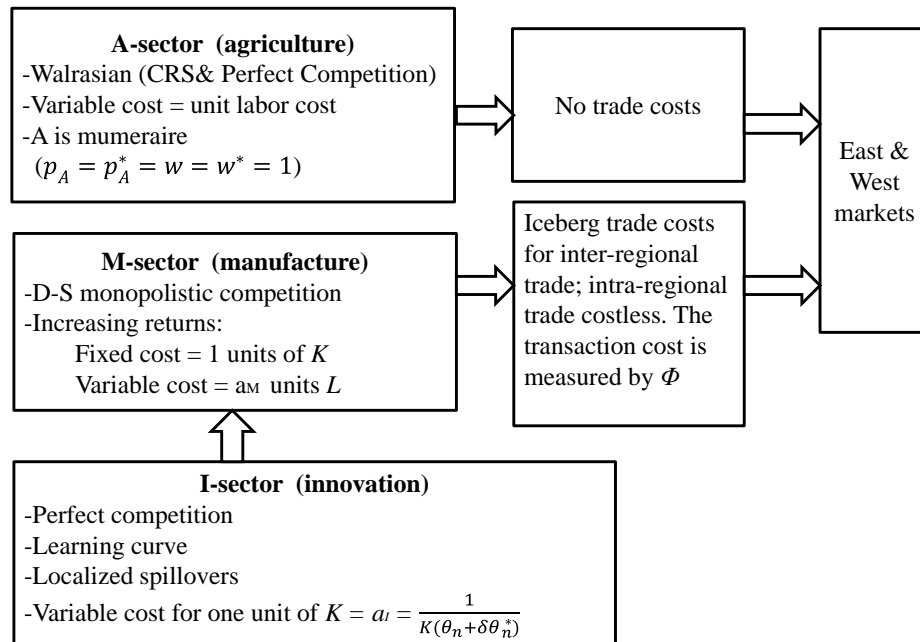 A-sector (agriculture)
-Walrasian (CRS& Perfect Competition)
-Variable cost = unit labor cost
-A is mumeraire
(p_A = p_A^* = w = w^* = 1)
No trade costs
East &
West
markets
M-sector (manufacture)
-D-S monopolistic competition
-Increasing returns:
Fixed cost = 1 units of K
Variable cost = a_M units L
Iceberg trade costs
for inter-regional
trade; intra-regional
trade costless. The
transaction cost is
measured by Φ
I-sector (innovation)
-Perfect competition
-Learning curve
-Localized spillovers
-Variable cost for one unit of K = a_I = 1/(K(θ_n+δθ_n^*))